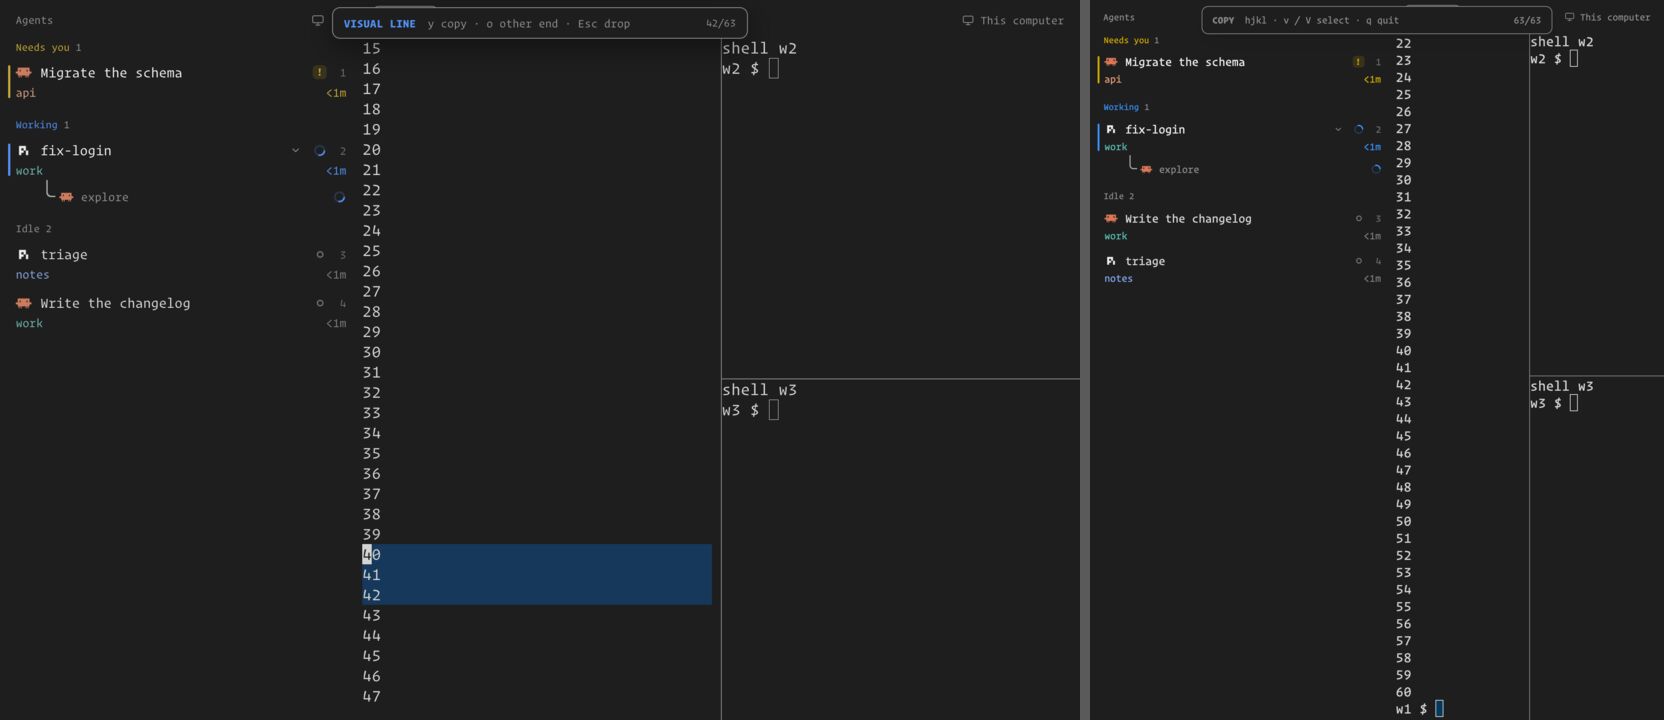 Agents
VISUAL LINE y copy · o other end · Esc drop 42/63
This computer
Needs you 1
Migrate the schema ! 1
api <1m
Working 1
fix-login 2
work <1m
explore
Idle 2
triage 3
notes <1m
Write the changelog 4
work <1m
15
16
17
18
19
20
21
22
23
24
25
26
27
28
29
30
31
32
33
34
35
36
37
38
39
40
41
42
43
44
45
46
47
shell w2
w2 $
shell w3
w3 $
Agents
COPY hjkl · v / V select · q quit 63/63
This computer
Needs you 1
Migrate the schema ! 1
api <1m
Working 1
fix-login 2
work <1m
explore
Idle 2
Write the changelog 3
work <1m
triage 4
notes <1m
22
23
24
25
26
27
28
29
30
31
32
33
34
35
36
37
38
39
40
41
42
43
44
45
46
47
48
49
50
51
52
53
54
55
56
57
58
59
60
w1 $
shell w2
w2 $
shell w3
w3 $